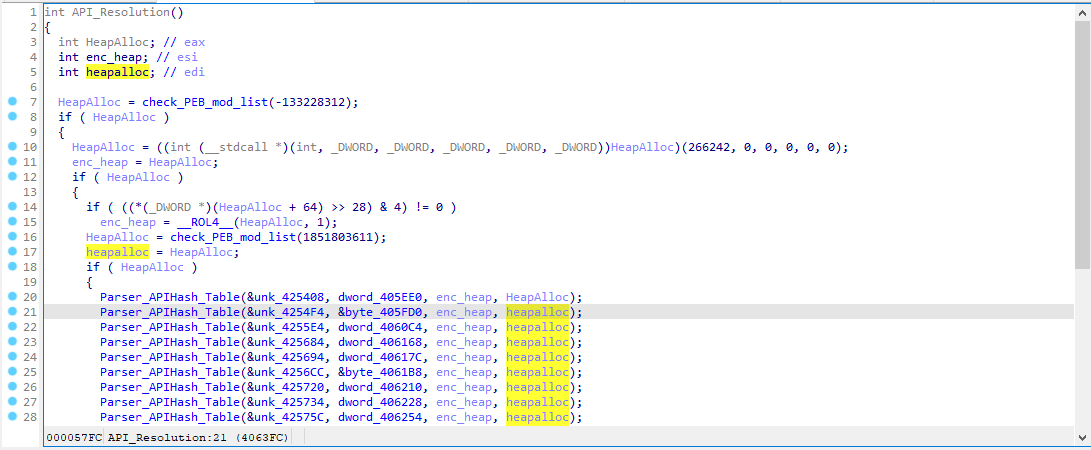 1 int API_Resolution()
2 {
3 int HeapAlloc; // eax
4 int enc_heap; // esi
5 int heapalloc; // edi
6
7 HeapAlloc = check_PEB_mod_list(-133228312);
8 if ( HeapAlloc )
9 {
10 HeapAlloc = ((int (__stdcall *)(int, _DWORD, _DWORD, _DWORD, _DWORD, _DWORD))HeapAlloc)(266242, 0, 0, 0, 0, 0);
11 enc_heap = HeapAlloc;
12 if ( HeapAlloc )
13 {
14 if ( ((*(_DWORD *)(HeapAlloc + 64) >> 28) & 4) != 0 )
15 enc_heap = __ROL4__(HeapAlloc, 1);
16 HeapAlloc = check_PEB_mod_list(1851803611);
17 heapalloc = HeapAlloc;
18 if ( HeapAlloc )
19 {
20 Parser_APIHash_Table(&unk_425408, dword_405EE0, enc_heap, HeapAlloc);
21 Parser_APIHash_Table(&unk_4254F4, &byte_405FD0, enc_heap, heapalloc);
22 Parser_APIHash_Table(&unk_4255E4, dword_4060C4, enc_heap, heapalloc);
23 Parser_APIHash_Table(&unk_425684, dword_406168, enc_heap, heapalloc);
24 Parser_APIHash_Table(&unk_425694, dword_40617C, enc_heap, heapalloc);
25 Parser_APIHash_Table(&unk_4256CC, &byte_4061B8, enc_heap, heapalloc);
26 Parser_APIHash_Table(&unk_425720, dword_406210, enc_heap, heapalloc);
27 Parser_APIHash_Table(&unk_425734, dword_406228, enc_heap, heapalloc);
28 Parser_APIHash_Table(&unk_42575C, dword_406254, enc_heap, heapalloc);
000057FC API_Resolution:21 (4063FC)